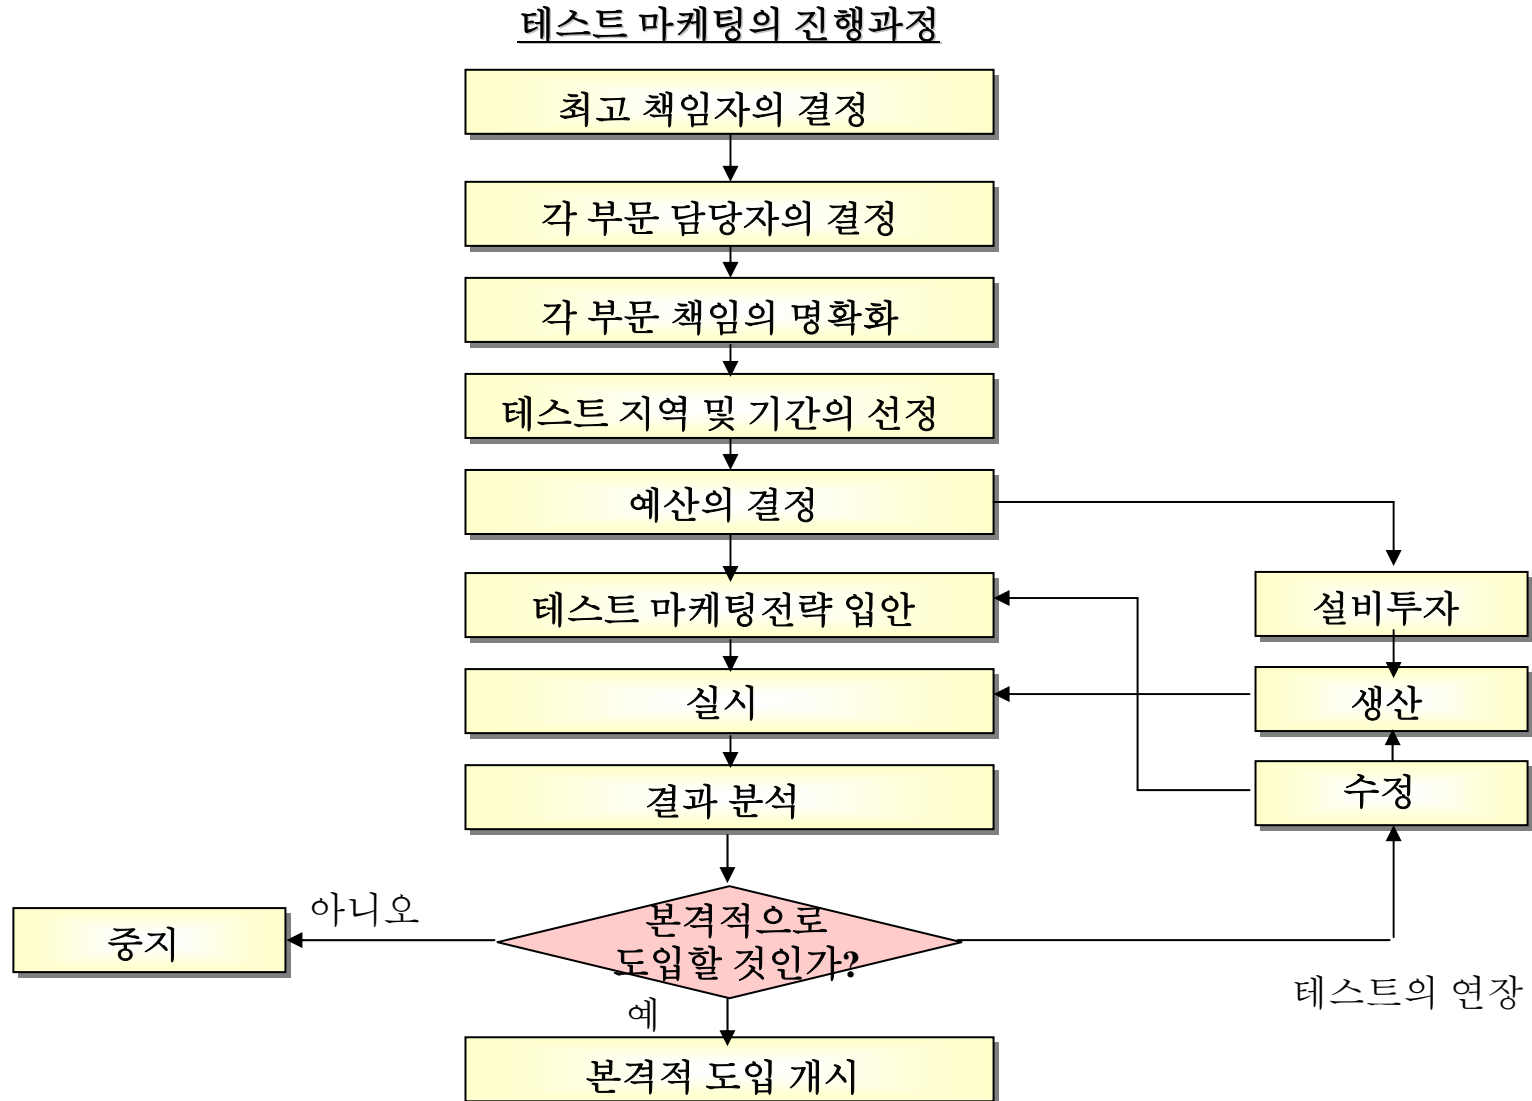 테스트 마케팅의 진행과정
최고 책임자의 결정
각 부문 담당자의 결정
각 부문 책임의 명확화
테스트 지역 및 기간의 선정
예산의 결정
테스트 마케팅전략 입안
설비투자
실시
생산
결과 분석
수정
아니오
중지
본격적으로
도입할 것인가?
테스트의 연장
예
본격적 도입 개시